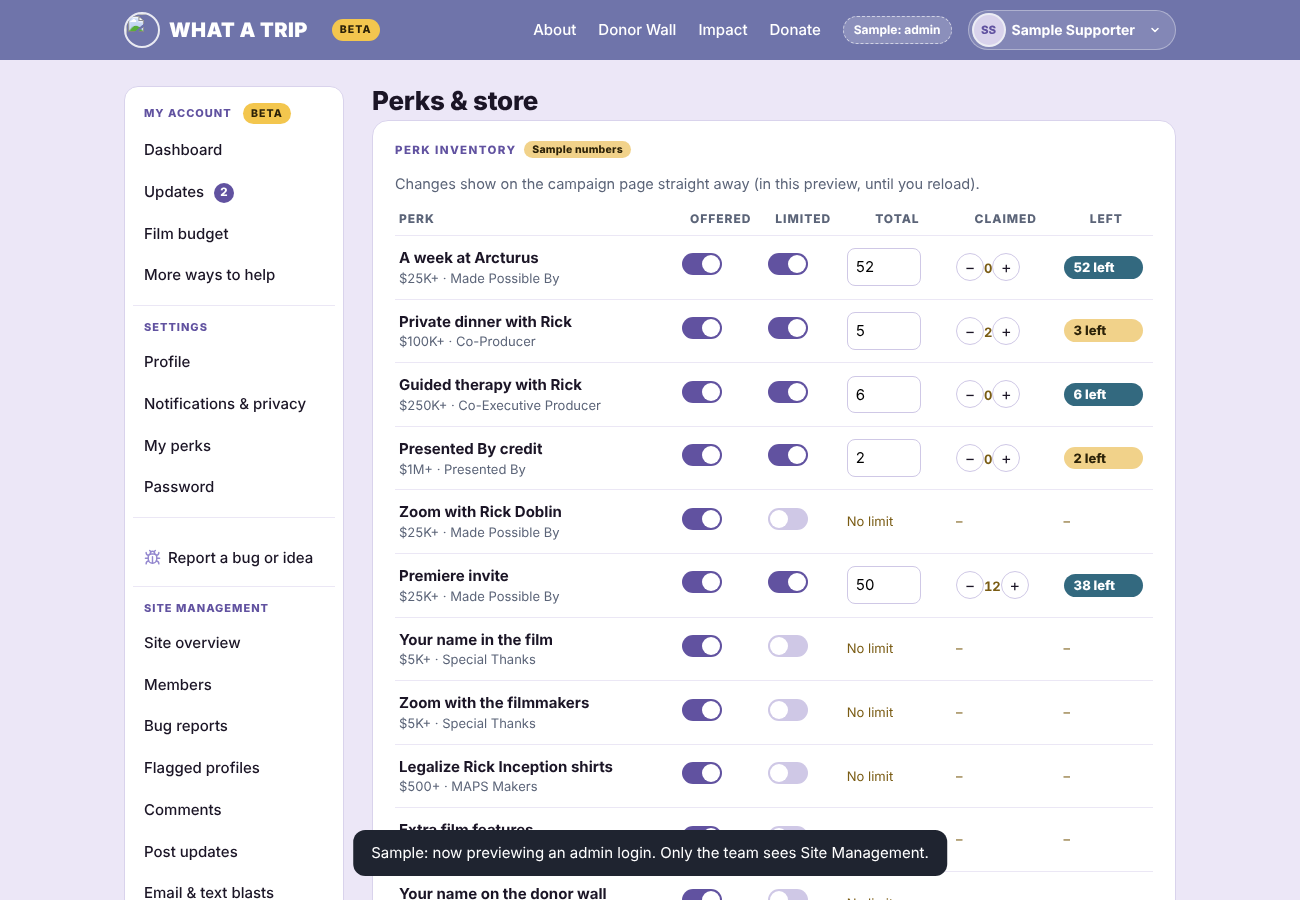 WHAT A TRIP BETA About Donor Wall Impact Donate Sample: admin SS Sample Supporter
MY ACCOUNT BETA
Dashboard
Updates 2
Film budget
More ways to help
SETTINGS
Profile
Notifications & privacy
My perks
Password
Report a bug or idea
SITE MANAGEMENT
Site overview
Members
Bug reports
Flagged profiles
Comments
Post updates
Email & text blasts
Perks & store
PERK INVENTORY Sample numbers
Changes show on the campaign page straight away (in this preview, until you reload).
PERK OFFERED LIMITED TOTAL CLAIMED LEFT
A week at Arcturus
$25K+ · Made Possible By
52 − 0 + 52 left
Private dinner with Rick
$100K+ · Co-Producer
5 − 2 + 3 left
Guided therapy with Rick
$250K+ · Co-Executive Producer
6 − 0 + 6 left
Presented By credit
$1M+ · Presented By
2 − 0 + 2 left
Zoom with Rick Doblin
$25K+ · Made Possible By
No limit – –
Premiere invite
$25K+ · Made Possible By
50 − 12 + 38 left
Your name in the film
$5K+ · Special Thanks
No limit – –
Zoom with the filmmakers
$5K+ · Special Thanks
No limit – –
Legalize Rick Inception shirts
$500+ · MAPS Makers
No limit – –
Extra film features
– –
Sample: now previewing an admin login. Only the team sees Site Management.
Your name on the donor wall